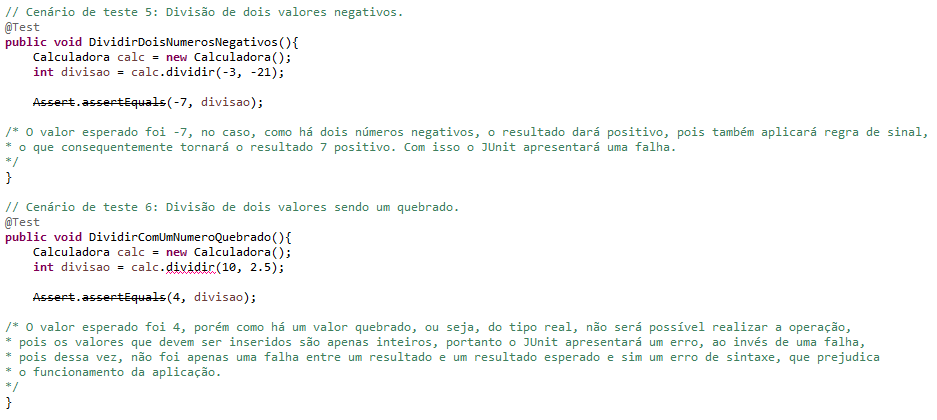 // Cenário de teste 5: Divisão de dois valores negativos.
@Test
public void DividirDoisNumerosNegativos(){
    Calculadora calc = new Calculadora();
    int divisao = calc.dividir(-3, -21);
    Assert.assertEquals(-7, divisao);
/* O valor esperado foi -7, no caso, como há dois números negativos, o resultado dará positivo, pois também aplicará regra de sinal,
* o que consequentemente tornará o resultado 7 positivo. Com isso o JUnit apresentará uma falha.
*/
}
// Cenário de teste 6: Divisão de dois valores sendo um quebrado.
@Test
public void DividirComUmNumeroQuebrado(){
    Calculadora calc = new Calculadora();
    int divisao = calc.dividir(10, 2.5);
    Assert.assertEquals(4, divisao);
/* O valor esperado foi 4, porém como há um valor quebrado, ou seja, do tipo real, não será possível realizar a operação,
* pois os valores que devem ser inseridos são apenas inteiros, portanto o JUnit apresentará um erro, ao invés de uma falha,
* pois dessa vez, não foi apenas uma falha entre um resultado e um resultado esperado e sim um erro de sintaxe, que prejudica
* o funcionamento da aplicação.
*/
}